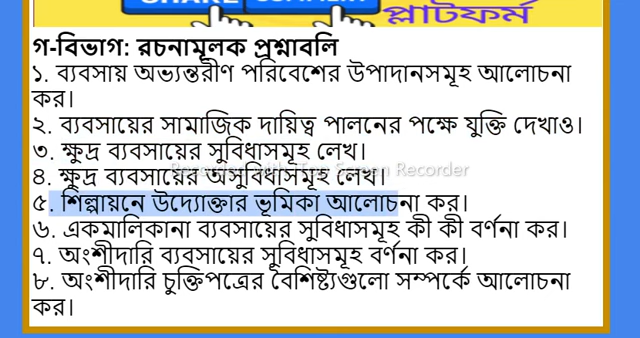 SHARE COMMENT
প্লাটফর্ম
গ-বিভাগ: রচনামূলক প্রশ্নাবলি
১. ব্যবসায় অভ্যন্তরীণ পরিবেশের উপাদানসমূহ আলোচনা
কর।
২. ব্যবসায়ের সামাজিক দায়িত্ব পালনের পক্ষে যুক্তি দেখাও।
৩. ক্ষুদ্র ব্যবসায়ের সুবিধাসমূহ লেখ।
৪. ক্ষুদ্র ব্যবসায়ের অসুবিধাসমূহ লেখ।
৫. শিল্পায়নে উদ্যোক্তার ভূমিকা আলোচনা কর।
৬. একমালিকানা ব্যবসায়ের সুবিধাসমূহ কী কী বর্ণনা কর।
৭. অংশীদারি ব্যবসায়ের সুবিধাসমূহ বর্ণনা কর।
৮. অংশীদারি চুক্তিপত্রের বৈশিষ্ট্যগুলো সম্পর্কে আলোচনা
কর।